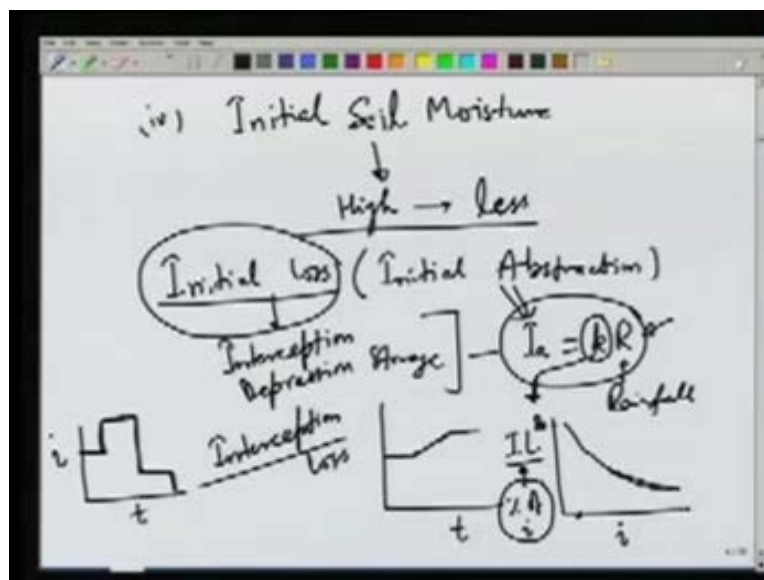 iv) Initial Soil Moisture
High → less
Initial Loss (Initial Abstraction)
Interception
Depression Storage
Ia = k R
Rainfall
Interception
Loss
i
t
t
IL
% A
i
i